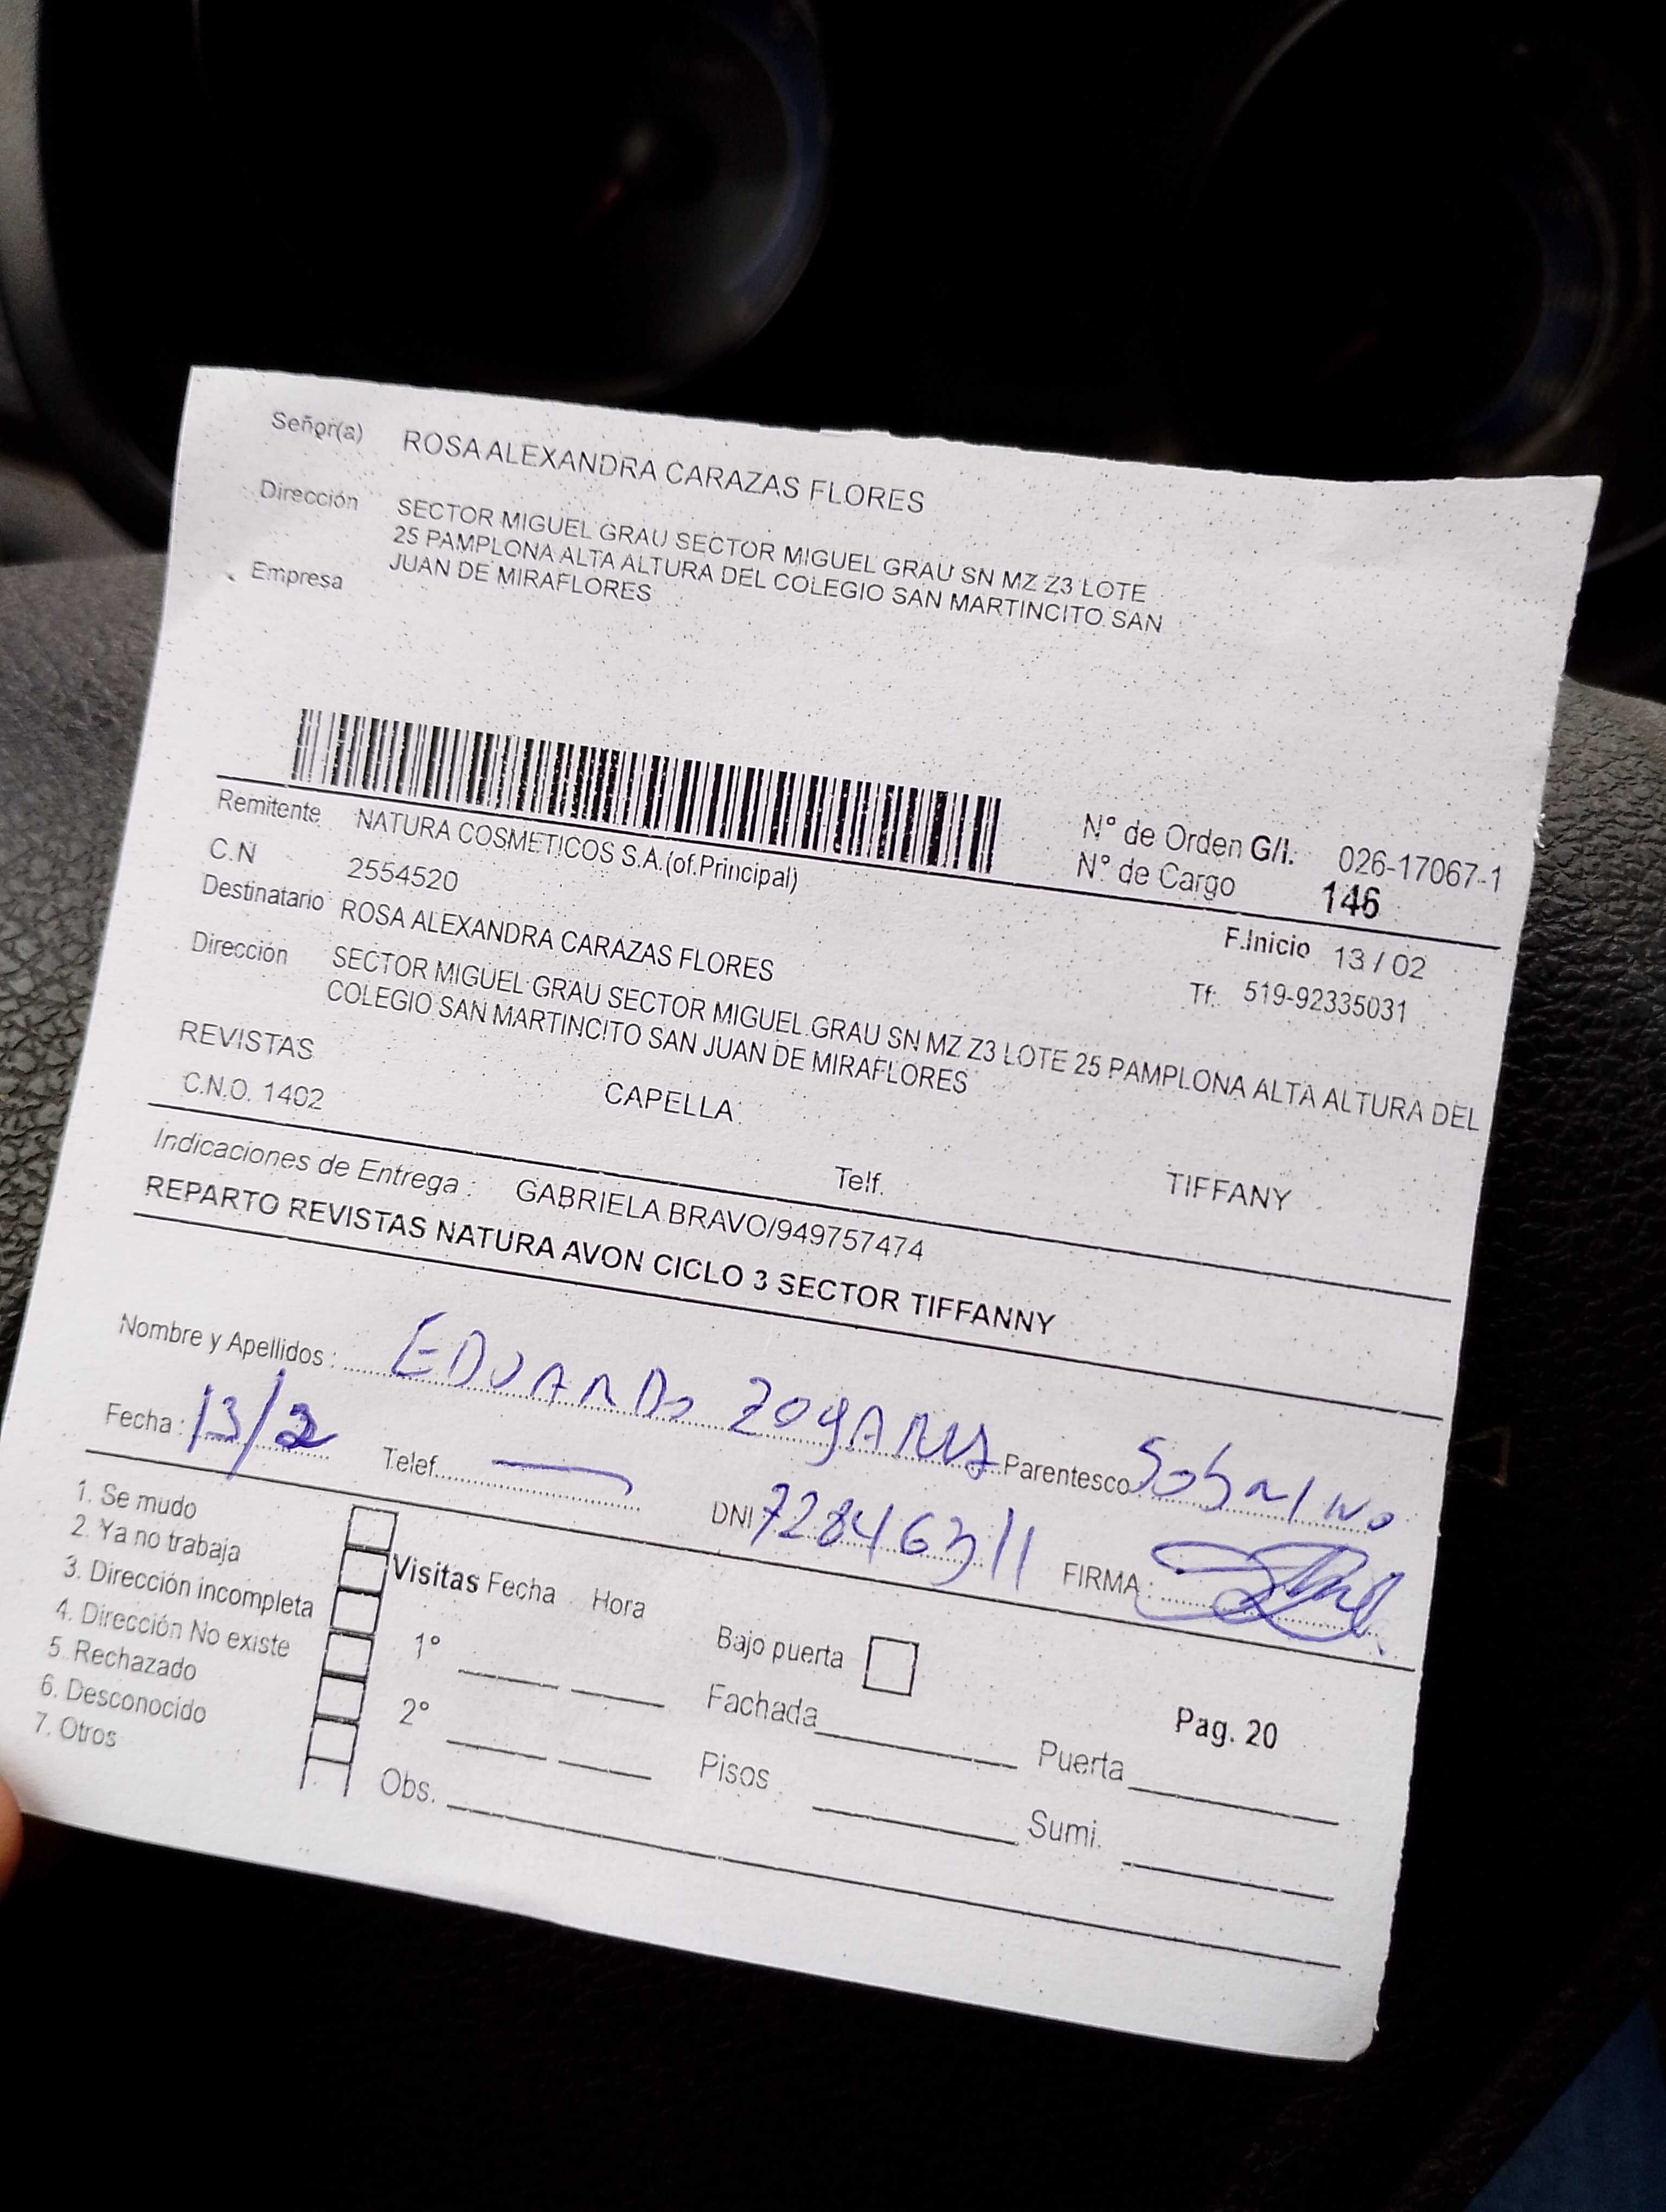 Señor(a) ROSA ALEXANDRA CARAZAS FLORES
Dirección SECTOR MIGUEL GRAU SECTOR MIGUEL GRAU SN MZ Z3 LOTE
25 PAMPLONA ALTA ALTURA DEL COLEGIO SAN MARTINCITO SAN
Empresa JUAN DE MIRAFLORES
N° de Orden G/I. 026-17067-1
N° de Cargo 146
Remitente NATURA COSMETICOS S.A.(of.Principal)
F.Inicio 13 / 02
C.N 2554520
Tf: 519-92335031
Destinatario ROSA ALEXANDRA CARAZAS FLORES
Dirección SECTOR MIGUEL GRAU SECTOR MIGUEL GRAU SN MZ Z3 LOTE 25 PAMPLONA ALTA ALTURA DEL
COLEGIO SAN MARTINCITO SAN JUAN DE MIRAFLORES
REVISTAS
C.N.O. 1402 CAPELLA Telf. TIFFANY
Indicaciones de Entrega : GABRIELA BRAVO/949757474
REPARTO REVISTAS NATURA AVON CICLO 3 SECTOR TIFFANNY
Nombre y Apellidos : EDUARDO Parentesco Sobrino
Fecha : 13/2 Telef. DNI 72846311 FIRMA :
1. Se mudo
2. Ya no trabaja
3. Dirección incompleta
4. Dirección No existe
5. Rechazado
6. Desconocido
7. Otros
Visitas Fecha Hora
1°
2°
Obs.
Bajo puerta
Fachada
Pisos
Pag. 20
Puerta
Sumi.